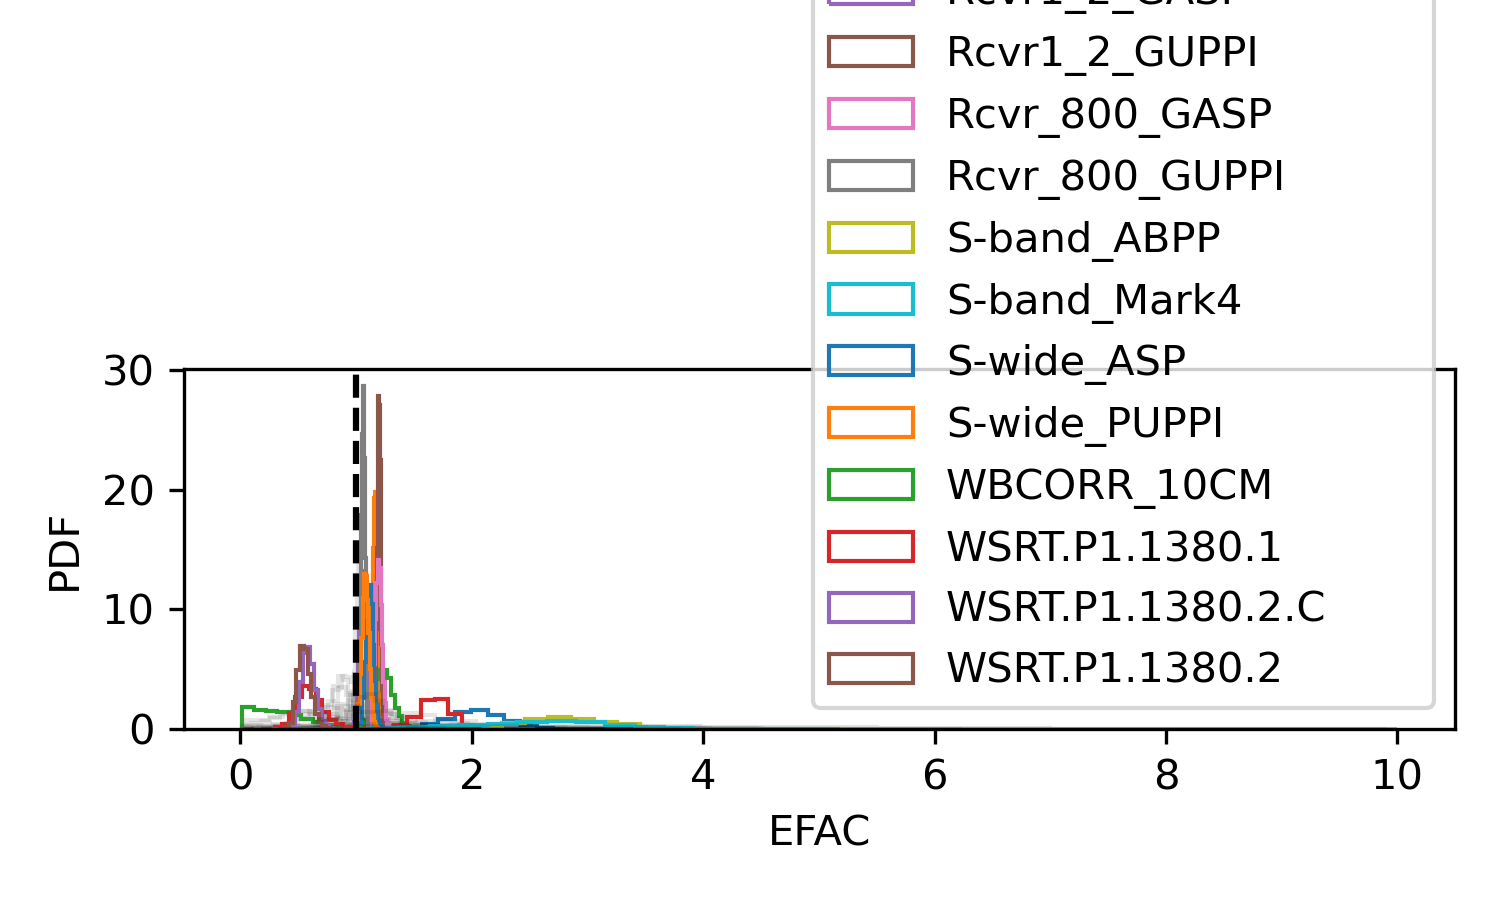 Rcvr1_2_GASP
Rcvr1_2_GUPPI
Rcvr_800_GASP
Rcvr_800_GUPPI
S-band_ABPP
S-band_Mark4
S-wide_ASP
S-wide_PUPPI
WBCORR_10CM
WSRT.P1.1380.1
WSRT.P1.1380.2.C
WSRT.P1.1380.2
30
20
10
0
PDF
0 2 4 6 8 10
EFAC